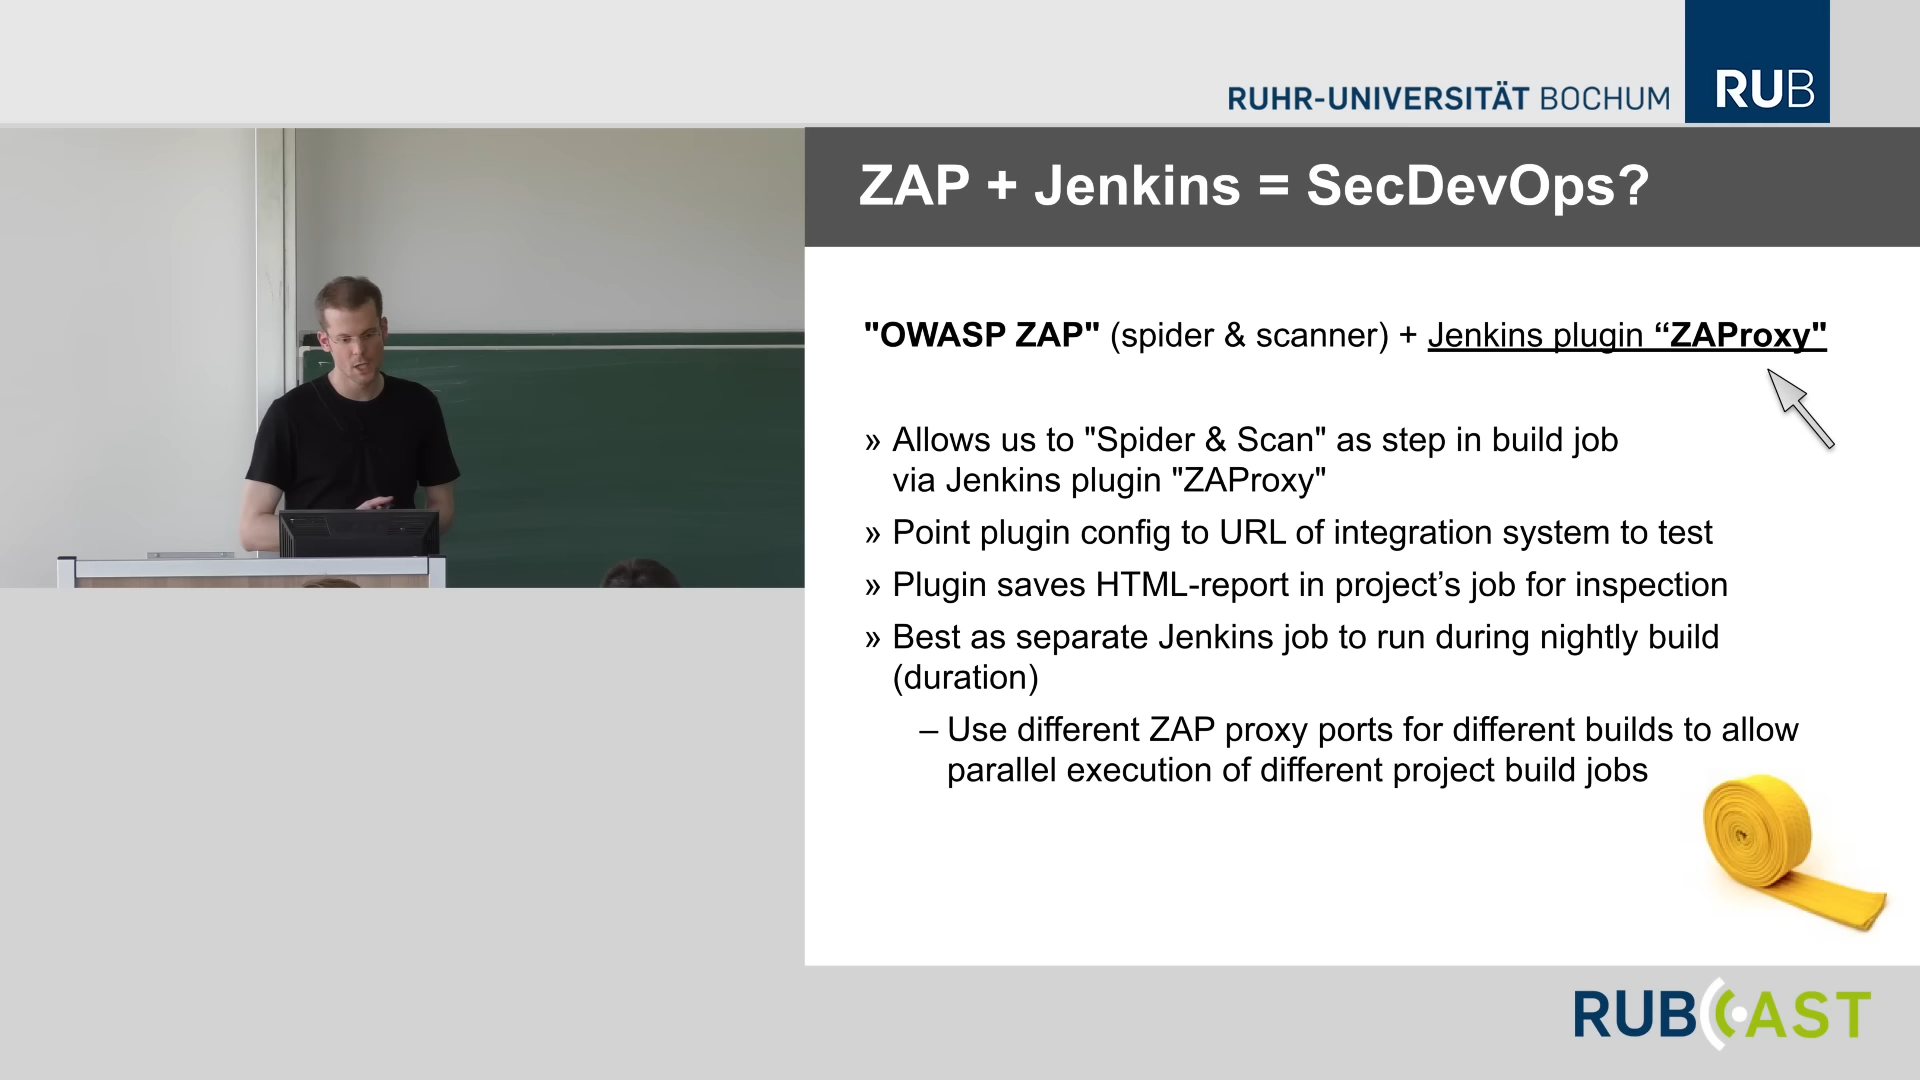 RUHR-UNIVERSITÄT BOCHUM
RUB
ZAP + Jenkins = SecDevOps?
"OWASP ZAP" (spider & scanner) + Jenkins plugin “ZAProxy"
» Allows us to "Spider & Scan" as step in build job
via Jenkins plugin "ZAProxy"
» Point plugin config to URL of integration system to test
» Plugin saves HTML-report in project’s job for inspection
» Best as separate Jenkins job to run during nightly build
(duration)
– Use different ZAP proxy ports for different builds to allow
parallel execution of different project build jobs
RUBCAST